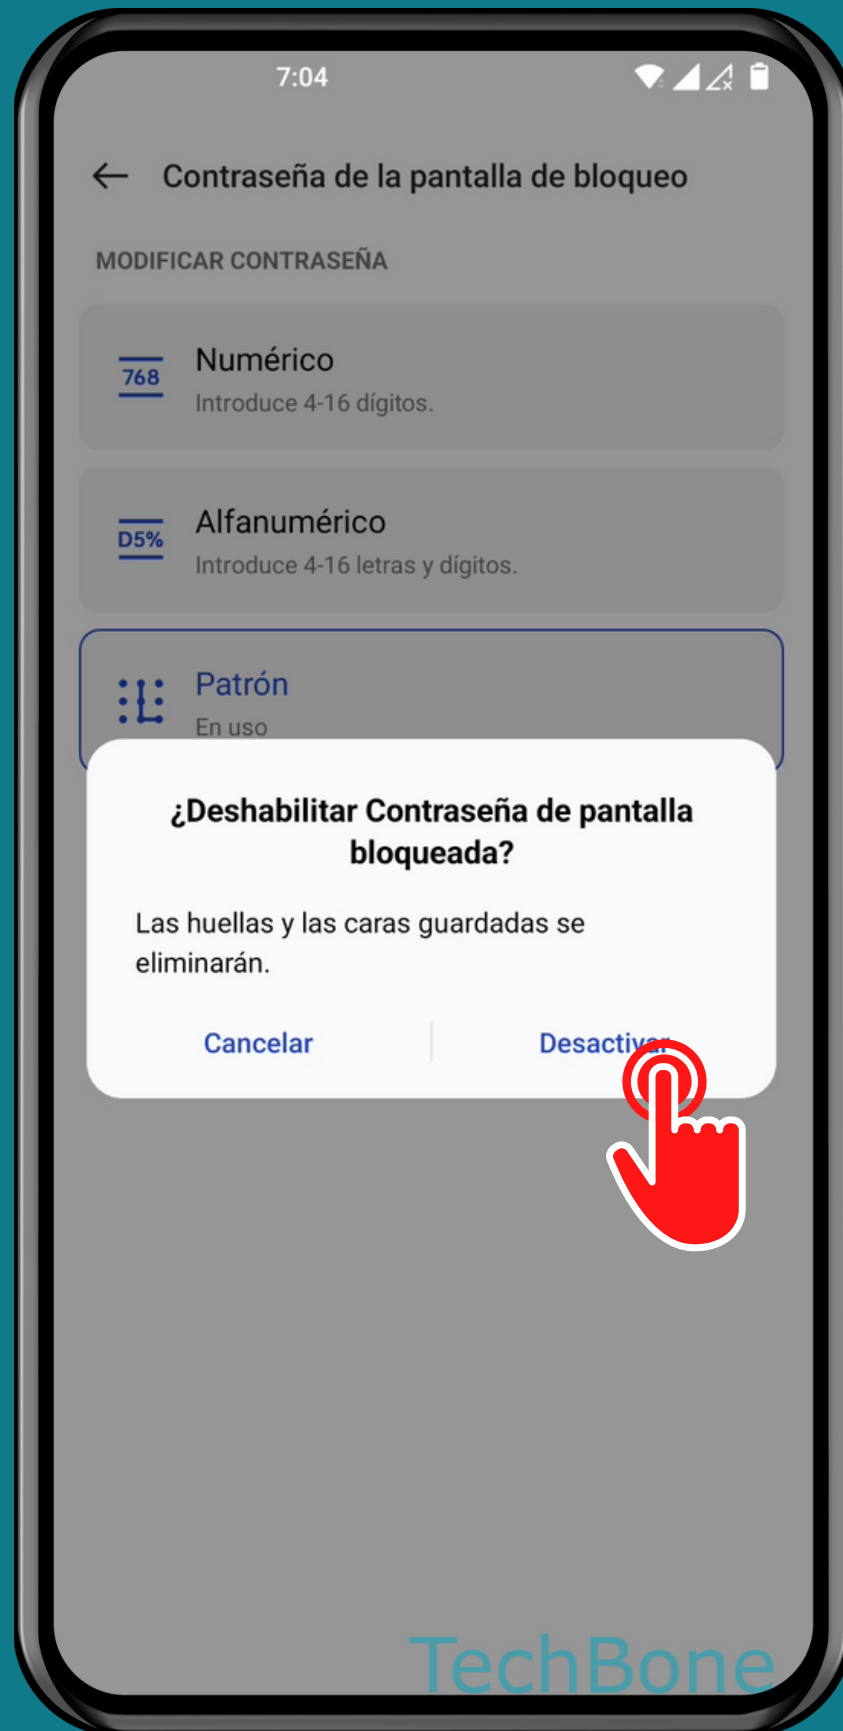 7:04
Contraseña de la pantalla de bloqueo
MODIFICAR CONTRASEÑA
768
Numérico
Introduce 4-16 dígitos.
D5%
Alfanumérico
Introduce 4-16 letras y dígitos.
Patrón
En uso
¿Deshabilitar Contraseña de pantalla
bloqueada?
Las huellas y las caras guardadas se
eliminarán.
Cancelar
Desactivar
TechBone